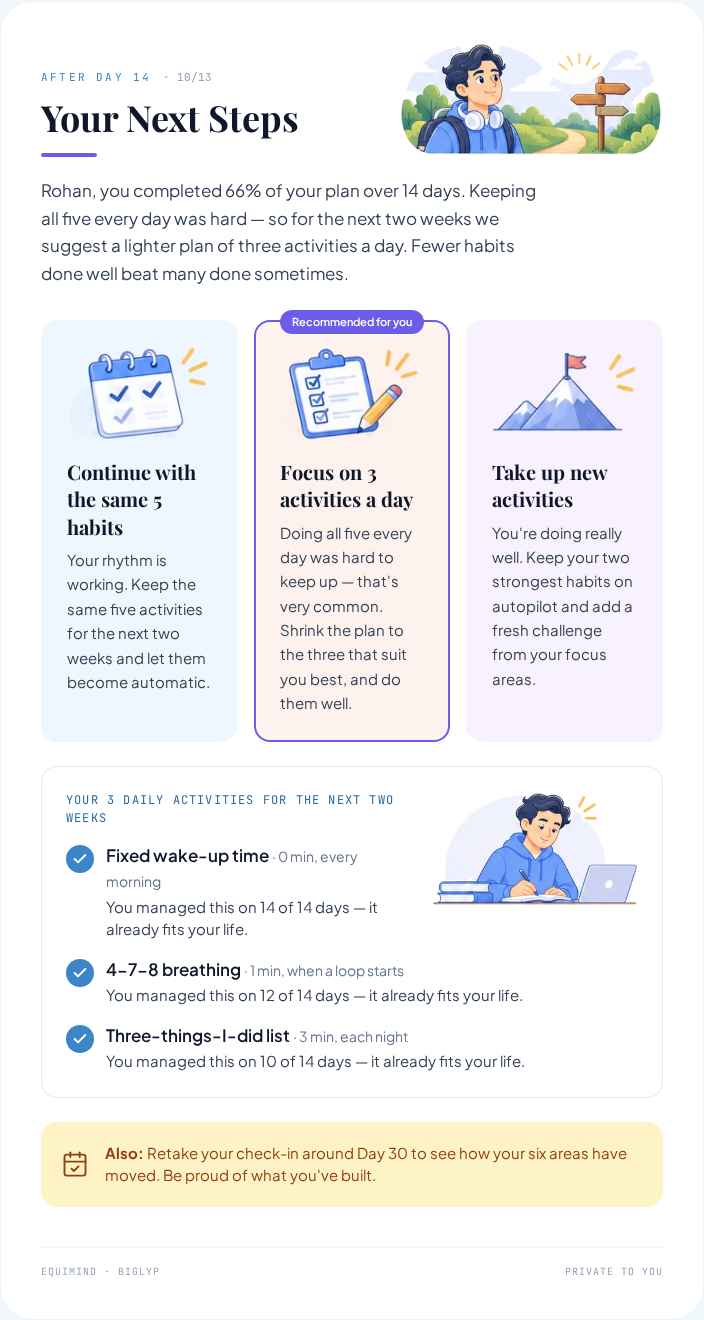 AFTER DAY 14 · 10/13
Your Next Steps
Rohan, you completed 66% of your plan over 14 days. Keeping
all five every day was hard — so for the next two weeks we
suggest a lighter plan of three activities a day. Fewer habits
done well beat many done sometimes.
Continue with
the same 5
habits
Your rhythm is
working. Keep the
same five activities
for the next two
weeks and let them
become automatic.
Recommended for you
Focus on 3
activities a day
Doing all five every
day was hard to
keep up — that's
very common.
Shrink the plan to
the three that suit
you best, and do
them well.
Take up new
activities
You're doing really
well. Keep your two
strongest habits on
autopilot and add a
fresh challenge
from your focus
areas.
YOUR 3 DAILY ACTIVITIES FOR THE NEXT TWO
WEEKS
Fixed wake-up time · 0 min, every
morning
You managed this on 14 of 14 days — it
already fits your life.
4-7-8 breathing · 1 min, when a loop starts
You managed this on 12 of 14 days — it already fits your life.
Three-things-I-did list · 3 min, each night
You managed this on 10 of 14 days — it already fits your life.
Also: Retake your check-in around Day 30 to see how your six areas have
moved. Be proud of what you've built.
EQUIMIND · BIGLYP
PRIVATE TO YOU